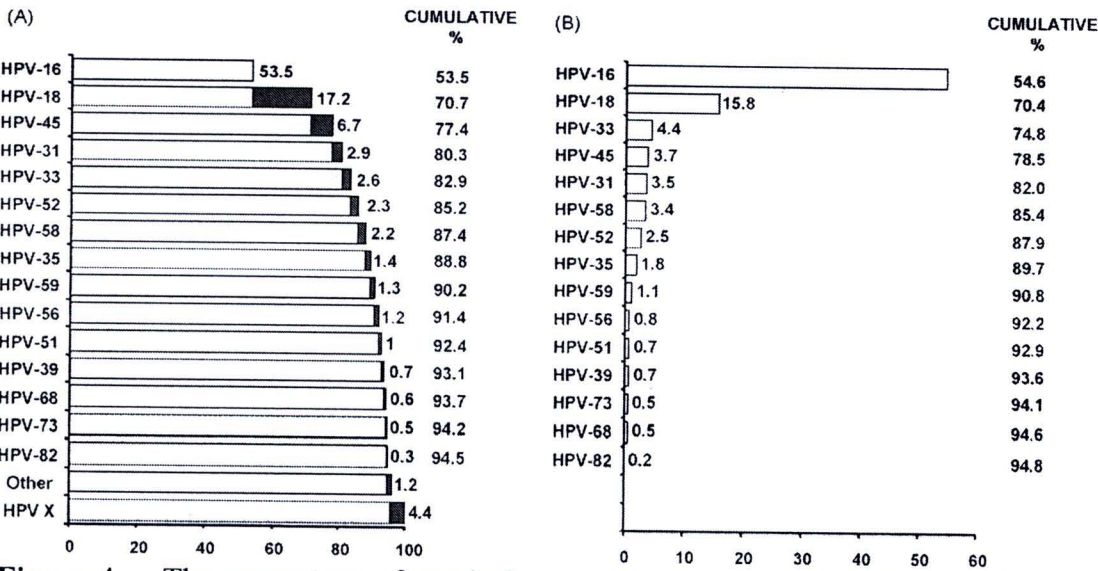 (A)
CUMULATIVE
%
HPV-16 53.5 53.5
HPV-18 17.2 70.7
HPV-45 6.7 77.4
HPV-31 2.9 80.3
HPV-33 2.6 82.9
HPV-52 2.3 85.2
HPV-58 2.2 87.4
HPV-35 1.4 88.8
HPV-59 1.3 90.2
HPV-56 1.2 91.4
HPV-51 1 92.4
HPV-39 0.7 93.1
HPV-68 0.6 93.7
HPV-73 0.5 94.2
HPV-82 0.3 94.5
Other 1.2
HPV X 4.4
0 20 40 60 80 100
(B)
CUMULATIVE
%
HPV-16 54.6
HPV-18 15.8 70.4
HPV-33 4.4 74.8
HPV-45 3.7 78.5
HPV-31 3.5 82.0
HPV-58 3.4 85.4
HPV-52 2.5 87.9
HPV-35 1.8 89.7
HPV-59 1.1 90.8
HPV-56 0.8 92.2
HPV-51 0.7 92.9
HPV-39 0.7 93.6
HPV-73 0.5 94.1
HPV-68 0.5 94.6
HPV-82 0.2 94.8
0 10 20 30 40 50 60